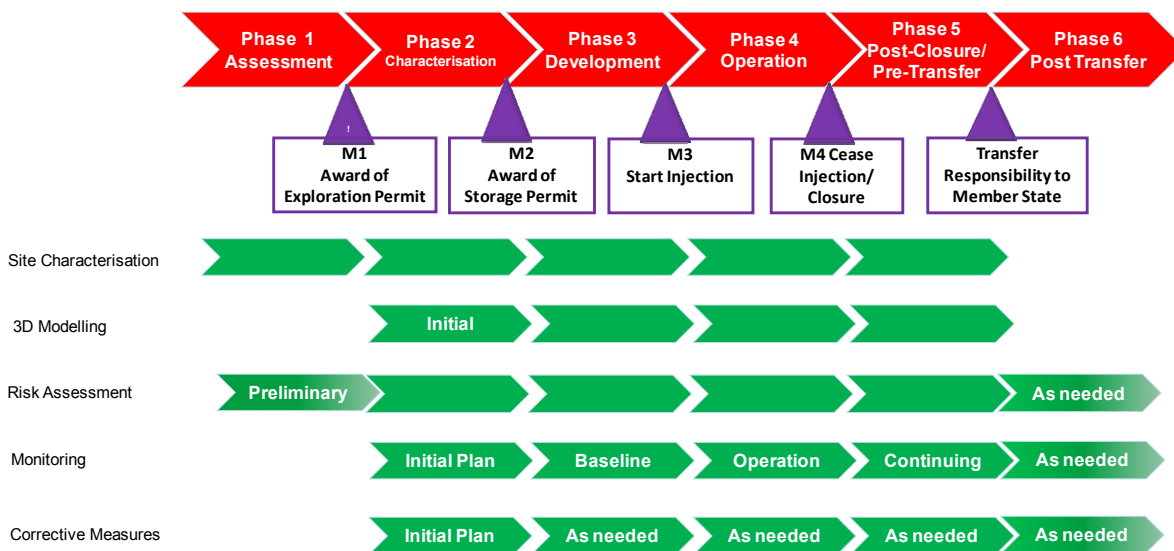 Phase 1
Assessment
Phase 2
Characterisation
Phase 3
Development
Phase 4
Operation
Phase 5
Post-Closure/
Pre-Transfer
Phase 6
Post Transfer
!
M1
Award of
Exploration Permit
M2
Award of
Storage Permit
M3
Start Injection
M4 Cease
Injection/
Closure
Transfer
Responsibility to
Member State
Site Characterisation
3D Modelling
Initial
Risk Assessment
Preliminary
As needed
Monitoring
Initial Plan
Baseline
Operation
Continuing
As needed
Corrective Measures
Initial Plan
As needed
As needed
As needed
As needed